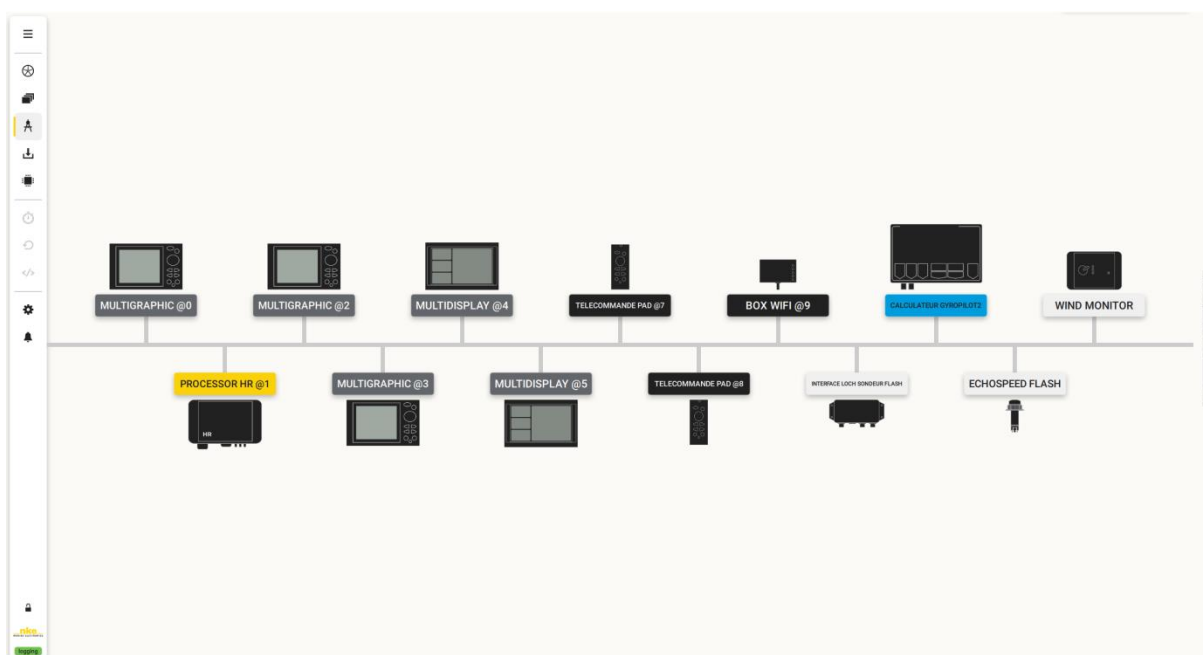 MULTIGRAPHIC @0
MULTIGRAPHIC @2
MULTIDISPLAY @4
TELECOMMANDE PAD @7
BOX WIFI @9
CALCULATEUR GYROPILOT2
WIND MONITOR
PROCESSOR HR @1
MULTIGRAPHIC @3
MULTIDISPLAY @5
TELECOMMANDE PAD @8
INTERFACE LOCH SONDEUR FLASH
ECHOSPEED FLASH
HR
nke
logging